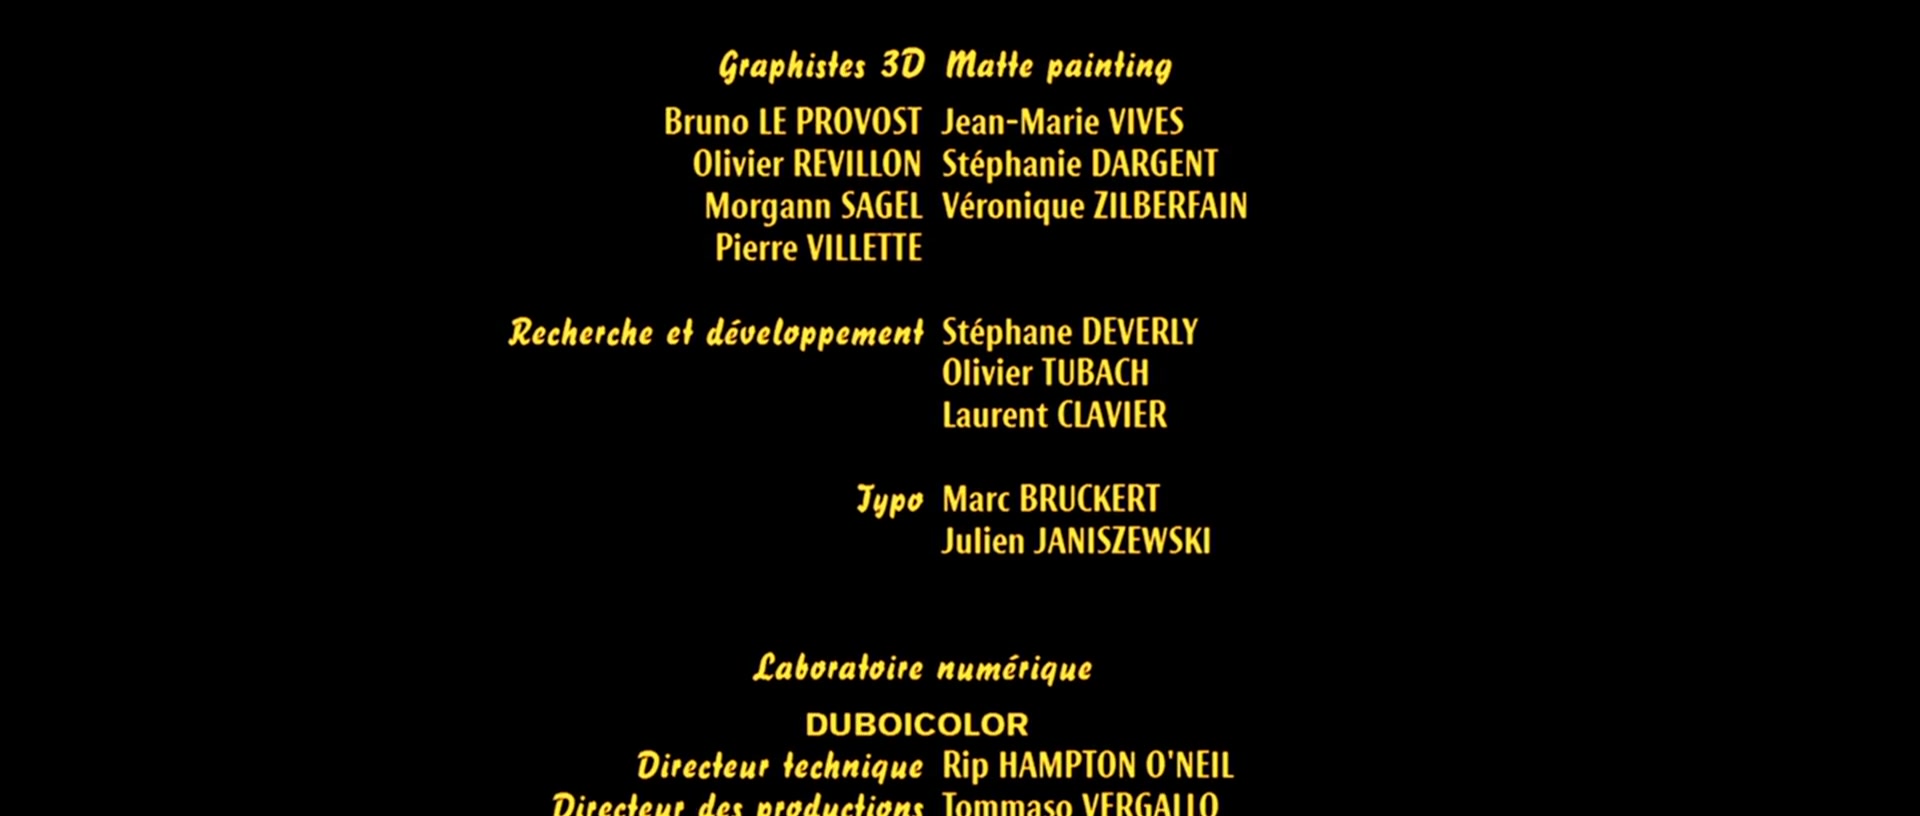 Graphistes 3D Matte painting
Bruno LE PROVOST Jean-Marie VIVES
Olivier REVILLON Stéphanie DARGENT
Morgann SAGEL Véronique ZILBERFAIN
Pierre VILLETTE
Recherche et développement Stéphane DEVERLY
Olivier TUBACH
Laurent CLAVIER
Typo Marc BRUCKERT
Julien JANISZEWSKI
Laboratoire numérique
DUBOICOLOR
Directeur technique Rip HAMPTON O'NEIL
Directeur des productions Tommaso VERGALLO